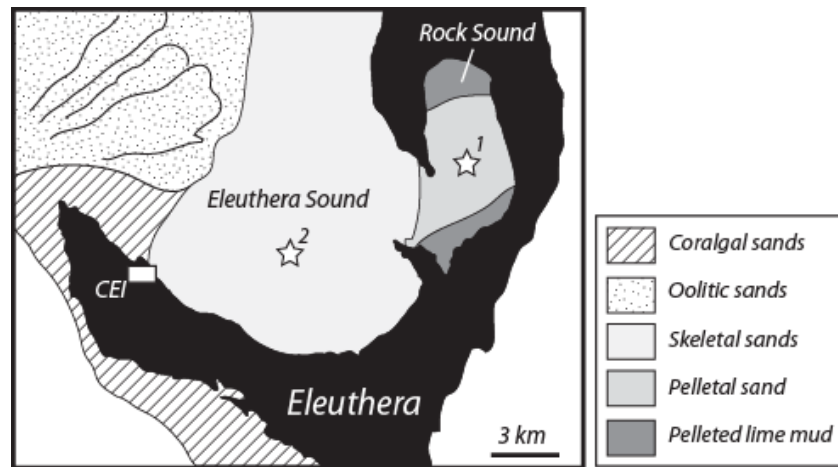 Rock Sound
1
Eleuthera Sound
2
CEI
Eleuthera
3 km
Coralgal sands
Oolitic sands
Skeletal sands
Pelletal sand
Pelleted lime mud